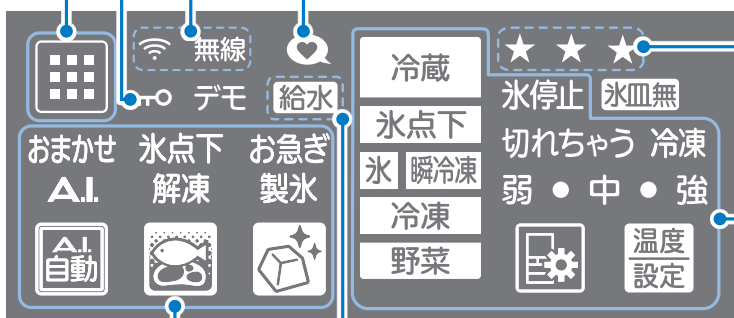 無線
デモ
給水
おまかせ
A.I.
氷点下
解凍
お急ぎ
製氷
A.I.
自動
冷蔵
氷点下
氷 瞬冷凍
冷凍
野菜
★ ★ ★
氷停止 氷皿無
切れちゃう 冷凍
弱 ● 中 ● 強
温度
設定